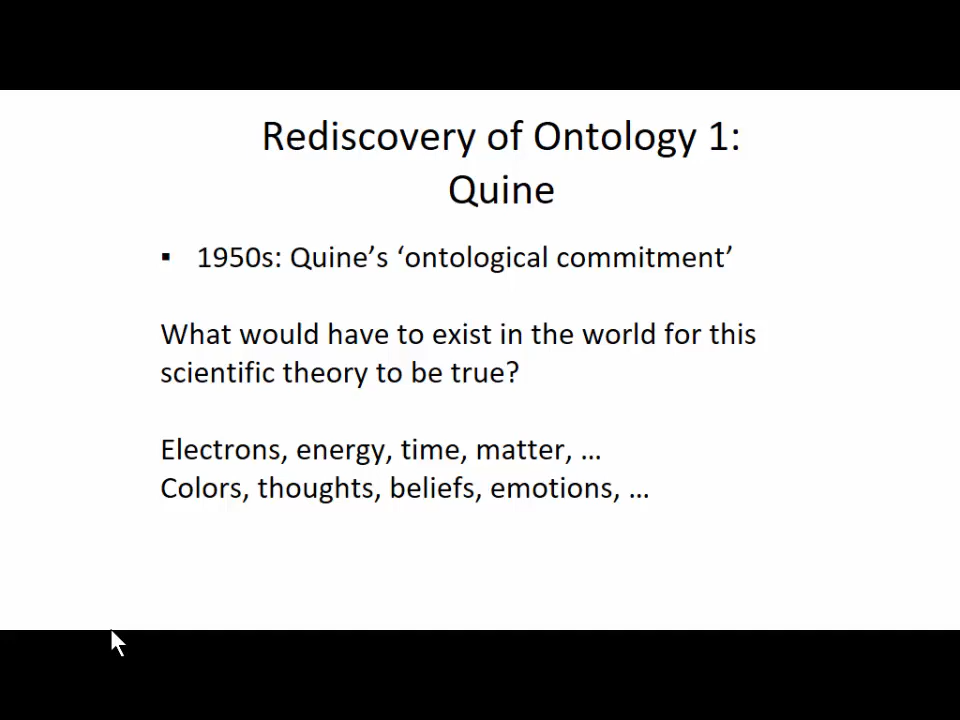 Rediscovery of Ontology 1:
Quine
▪ 1950s: Quine’s ‘ontological commitment’
What would have to exist in the world for this
scientific theory to be true?
Electrons, energy, time, matter, …
Colors, thoughts, beliefs, emotions, …